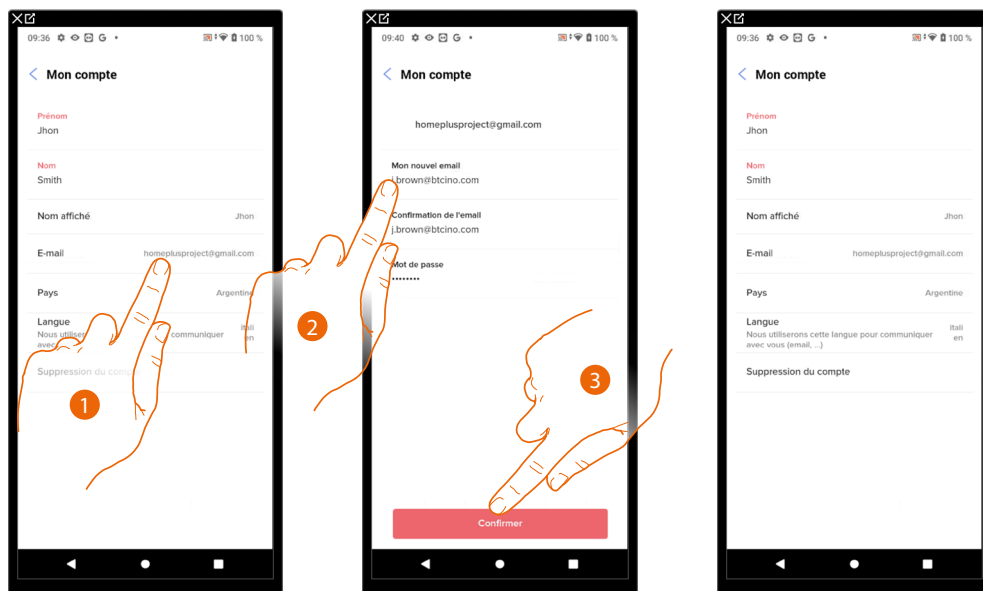 09:36 G 100 %
Mon compte
Prénom
Jhon
Nom
Smith
Nom affiché Jhon
E-mail homeplusproject@gmail.com
Pays Argentine
Langue
Nous utiliser communiquer
avec
itali
en
Suppression du comp
1
09:40 G 100 %
Mon compte
homeplusproject@gmail.com
Mon nouvel email
j.brown@btcino.com
Confirmation de l'email
j.brown@btcino.com
Mot de passe
••••••••
2
3
Confirmer
09:36 G 100 %
Mon compte
Prénom
Jhon
Nom
Smith
Nom affiché Jhon
E-mail homeplusproject@gmail.com
Pays Argentine
Langue
Nous utiliserons cette langue pour communiquer
avec vous (email, ...)
itali
en
Suppression du compte